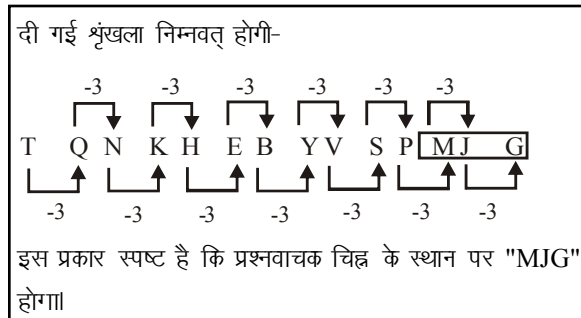 दी गई शृंखला निम्नवत् होगी-
-3 -3 -3 -3 -3 -3
T Q N K H E B Y V S P M J G
-3 -3 -3 -3 -3 -3 -3
इस प्रकार स्पष्ट है कि प्रश्नवाचक चिह्न के स्थान पर "MJG"
होगा।